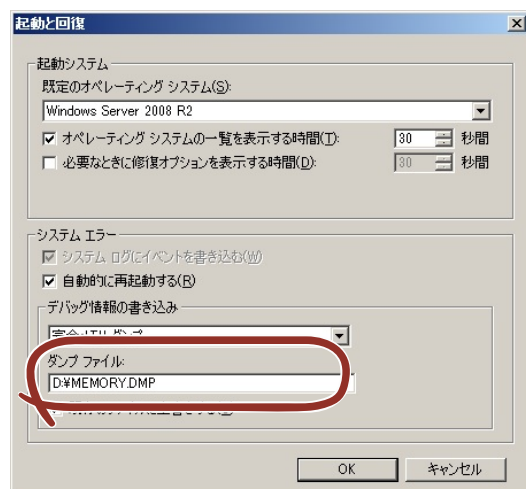 起動と回復
起動システム
既定のオペレーティング システム(S):
Windows Server 2008 R2
オペレーティング システムの一覧を表示する時間(T): 30 秒間
必要なときに修復オプションを表示する時間(D): 30 秒間
システム エラー
システム ログにイベントを書き込む(W)
自動的に再起動する(R)
デバッグ情報の書き込み
ダンプ ファイル:
D:¥MEMORY.DMP
OK キャンセル